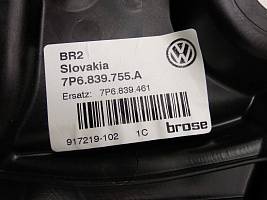 BR2
Slovakia
7P6.839.755.A
Ersatz: 7P6.839.461
917219-102 1C
brose